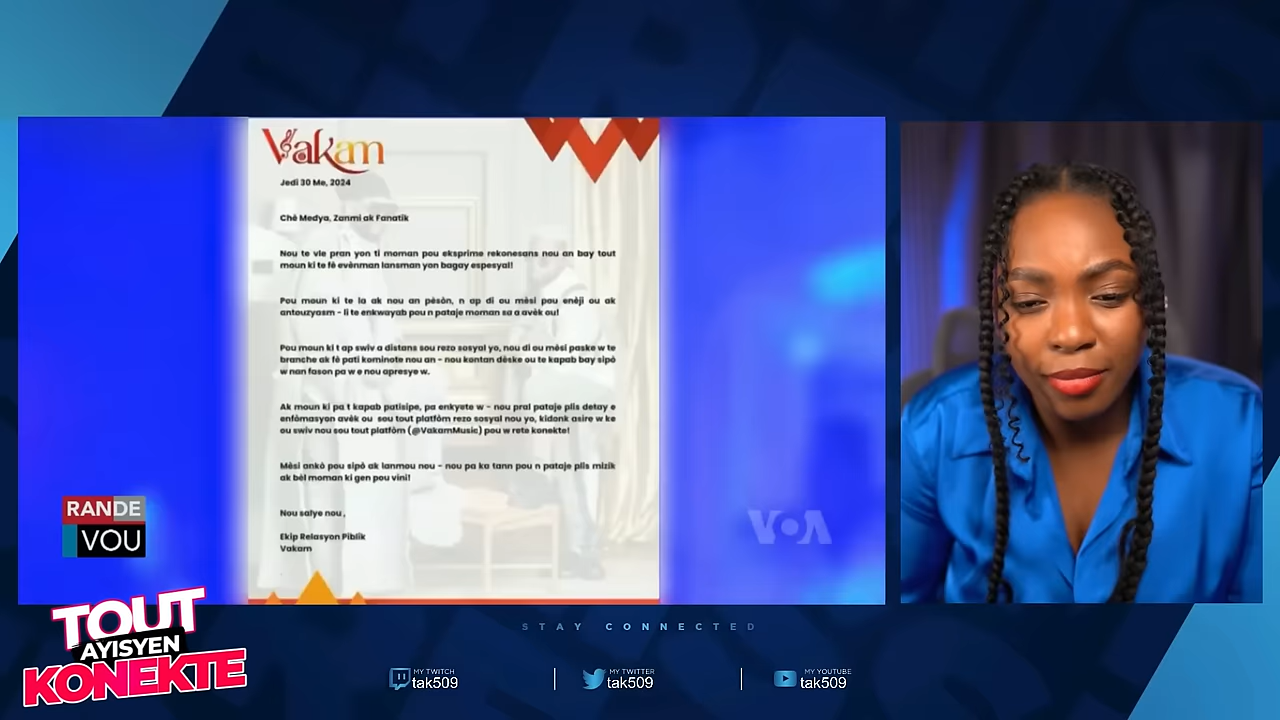 Vakam
Jedi 30 Me, 2024
Chè Medya, Zanmi ak Fanatik
Nou te vle pran yon ti moman pou eksprime rekonesans nou an bay tout
moun ki te fè evènman lansman yon bagay espesyal!
Pou moun ki te la ak nou an pèsòn, n ap di ou mèsi pou enèji ou ak
antouzyasm - li te enkwayab pou n pataje moman sa a avèk ou!
Pou moun ki t ap swiv a distans sou rezo sosyal yo, nou di ou mèsi paske w te
branche ak fè pati kominote nou an - nou kontan dèske ou te kapab bay sipò
w nan fason pa w e nou apresye w.
Ak moun ki pa t kapab patisipe, pa enkyete w - nou pral pataje plis detay e
enfòmasyon avèk ou sou tout platfòm rezo sosyal nou yo, kidonk asire w ke
ou swiv nou sou tout platfòm (@VakamMusic) pou w rete konekte!
Mèsi ankò pou sipò ak lanmou nou - nou pa ka tann pou n pataje plis mizik
ak bèl moman ki gen pou vini!
Nou salye nou,
Ekip Relasyon Piblik
Vakam
RANDE
VOU
VOA
TOUT
AYISYEN
KONEKTE
STAY CONNECTED
MY TWITCH
tak509
MY TWITTER
tak509
MY YOUTUBE
tak509